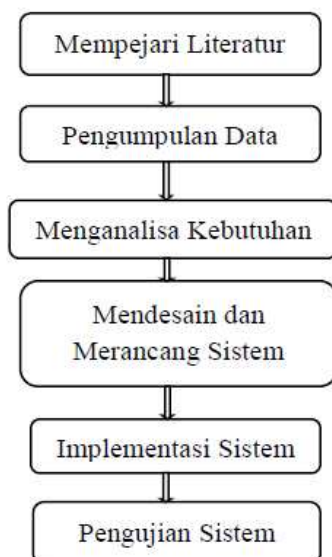 Mempejari Literatur
Pengumpulan Data
Menganalisa Kebutuhan
Mendesain dan
Merancang Sistem
Implementasi Sistem
Pengujian Sistem